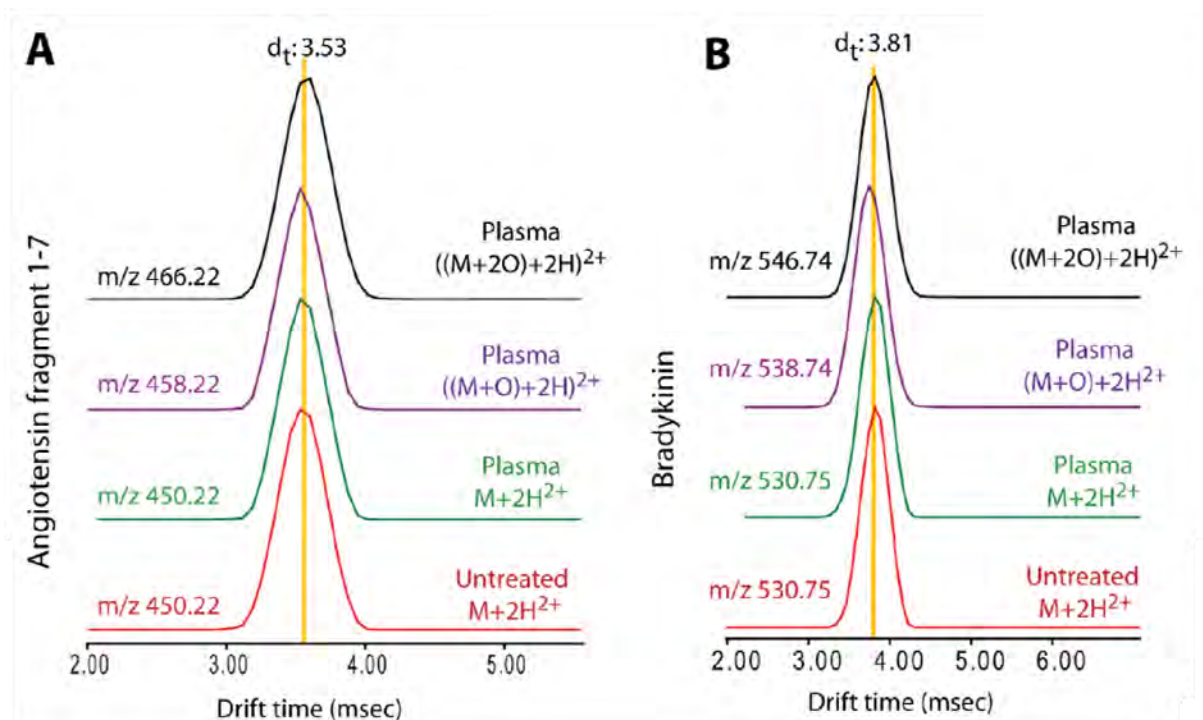 A
dt: 3.53
Angiotensin fragment 1-7
m/z 466.22
Plasma
((M+2O)+2H)2+
m/z 458.22
Plasma
((M+O)+2H)2+
m/z 450.22
Plasma
M+2H2+
m/z 450.22
Untreated
M+2H2+
2.00 3.00 4.00 5.00
Drift time (msec)
B
dt: 3.81
Bradykinin
m/z 546.74
Plasma
((M+2O)+2H)2+
m/z 538.74
Plasma
(M+O)+2H2+
m/z 530.75
Plasma
M+2H2+
m/z 530.75
Untreated
M+2H2+
2.00 3.00 4.00 5.00 6.00
Drift time (msec)